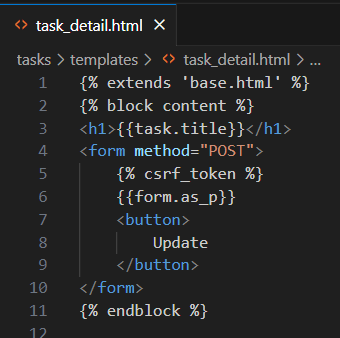 <> task_detail.html ×
tasks > templates > <> task_detail.html > ...
1 {% extends 'base.html' %}
2 {% block content %}
3 <h1>{{task.title}}</h1>
4 <form method="POST">
5 {% csrf_token %}
6 {{form.as_p}}
7 <button>
8 Update
9 </button>
10 </form>
11 {% endblock %}
12